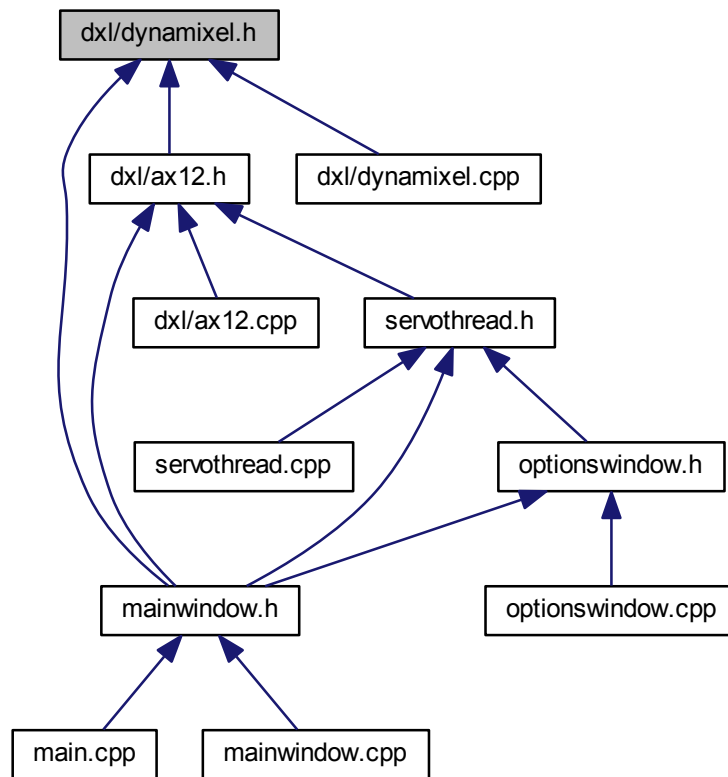 dxl/dynamixel.h
dxl/ax12.h
dxl/dynamixel.cpp
dxl/ax12.cpp
servothread.h
servothread.cpp
optionswindow.h
mainwindow.h
optionswindow.cpp
main.cpp
mainwindow.cpp